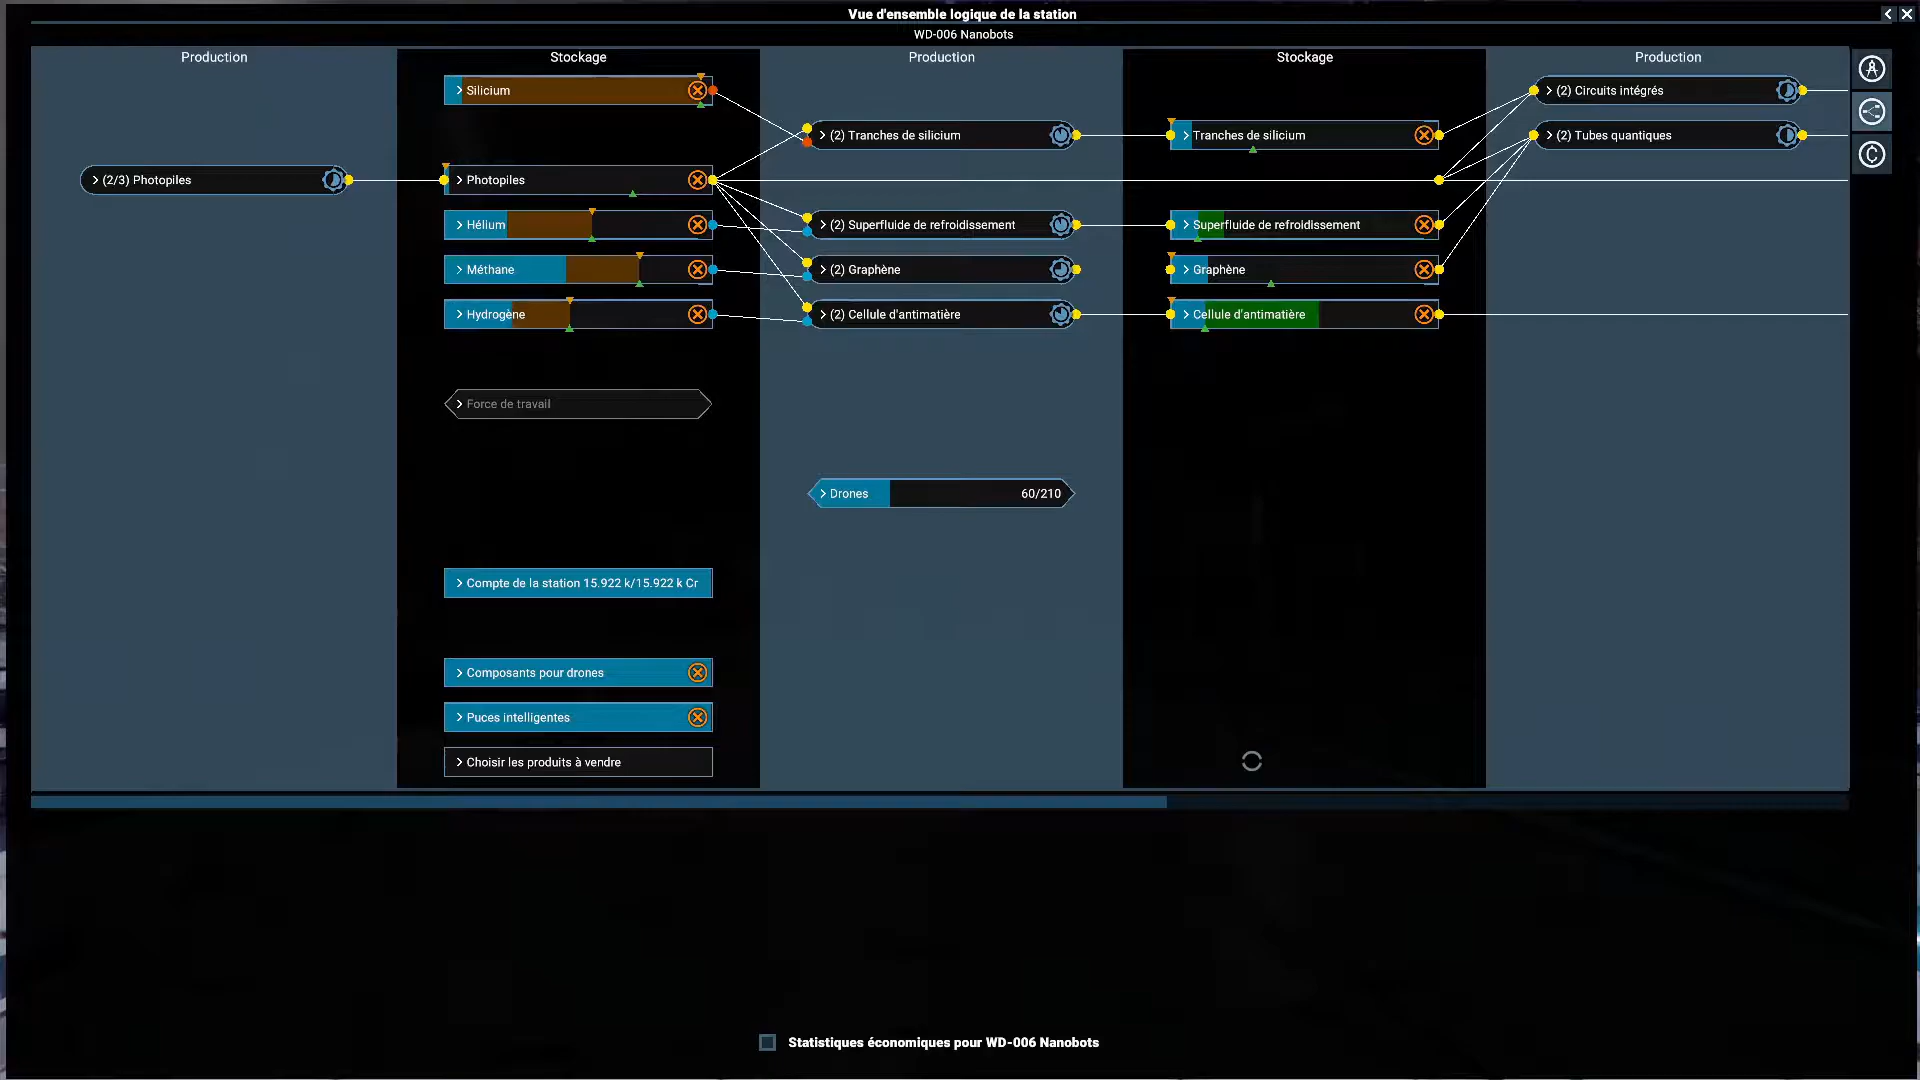 Vue d'ensemble logique de la station
WD-006 Nanobots
Production
Stockage
Production
Stockage
Production
Silicium
(2) Circuits intégrés
(2) Tranches de silicium
Tranches de silicium
(2) Tubes quantiques
(2/3) Photopiles
Photopiles
Hélium
(2) Superfluide de refroidissement
Superfluide de refroidissement
Méthane
(2) Graphène
Graphène
Hydrogène
(2) Cellule d'antimatière
Cellule d'antimatière
Force de travail
Drones 60/210
Compte de la station 15.922 k/15.922 k Cr
Composants pour drones
Puces intelligentes
Choisir les produits à vendre
Statistiques économiques pour WD-006 Nanobots